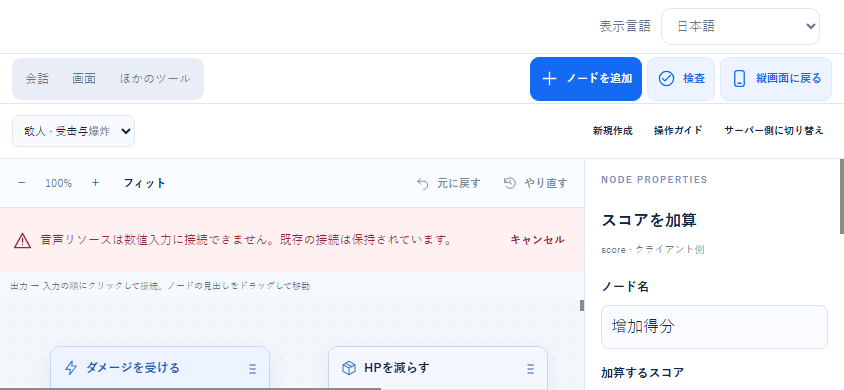 表示言語 日本語
会話 画面 ほかのツール ノードを追加 検査 縦画面に戻る
敌人 · 受击与爆炸 新規作成 操作ガイド サーバー側に切り替え
− 100% + フィット 元に戻す やり直す
NODE PROPERTIES
音声リソースは数値入力に接続できません。既存の接続は保持されています。 キャンセル
スコアを加算
score · クライアント側
出力 → 入力の順にクリックして接続。ノードの見出しをドラッグして移動
ノード名
增加得分
ダメージを受ける HPを減らす
加算するスコア